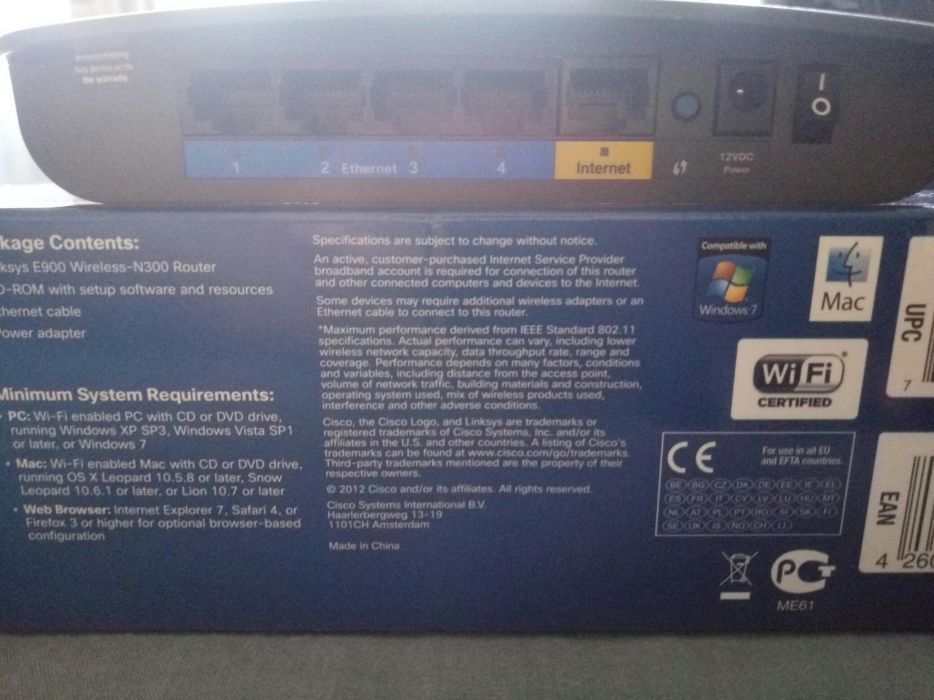 this device voids
the warranty.
1 2 Ethernet 3 4
Internet
12VDC
Power
kage Contents:
ksys E900 Wireless-N300 Router
D-ROM with setup software and resources
thernet cable
ower adapter
Minimum System Requirements:
• PC: Wi-Fi enabled PC with CD or DVD drive,
running Windows XP SP3, Windows Vista SP1
or later, or Windows 7
• Mac: Wi-Fi enabled Mac with CD or DVD drive,
running OS X Leopard 10.5.8 or later, Snow
Leopard 10.6.1 or later, or Lion 10.7 or later
• Web Browser: Internet Explorer 7, Safari 4, or
Firefox 3 or higher for optional browser-based
configuration
Specifications are subject to change without notice.
An active, customer-purchased Internet Service Provider
broadband account is required for connection of this router
and other connected computers and devices to the Internet.
Some devices may require additional wireless adapters or an
Ethernet cable to connect to this router.
*Maximum performance derived from IEEE Standard 802.11
specifications. Actual performance can vary, including lower
wireless network capacity, data throughput rate, range and
coverage. Performance depends on many factors, conditions
and variables, including distance from the access point,
volume of network traffic, building materials and construction,
operating system used, mix of wireless products used,
interference and other adverse conditions.
Cisco, the Cisco Logo, and Linksys are trademarks or
registered trademarks of Cisco Systems, Inc. and/or its
affiliates in the U.S. and other countries. A listing of Cisco's
trademarks can be found at www.cisco.com/go/trademarks.
Third-party trademarks mentioned are the property of their
respective owners.
© 2012 Cisco and/or its affiliates. All rights reserved.
Cisco Systems International B.V.
Haarlerbergweg 13-19
1101CH Amsterdam
Made in China
Compatible with
Windows 7
Mac
Wi Fi
CERTIFIED
CE
For use in all EU
and EFTA countries.
BE BG CZ DK DE EE IE EL
ES FR IT CY LV LU HU MT
NL AT PL PT RO SI SK FI
SE UK IS NO CH LI
ME61
UPC
7
EAN
4 260